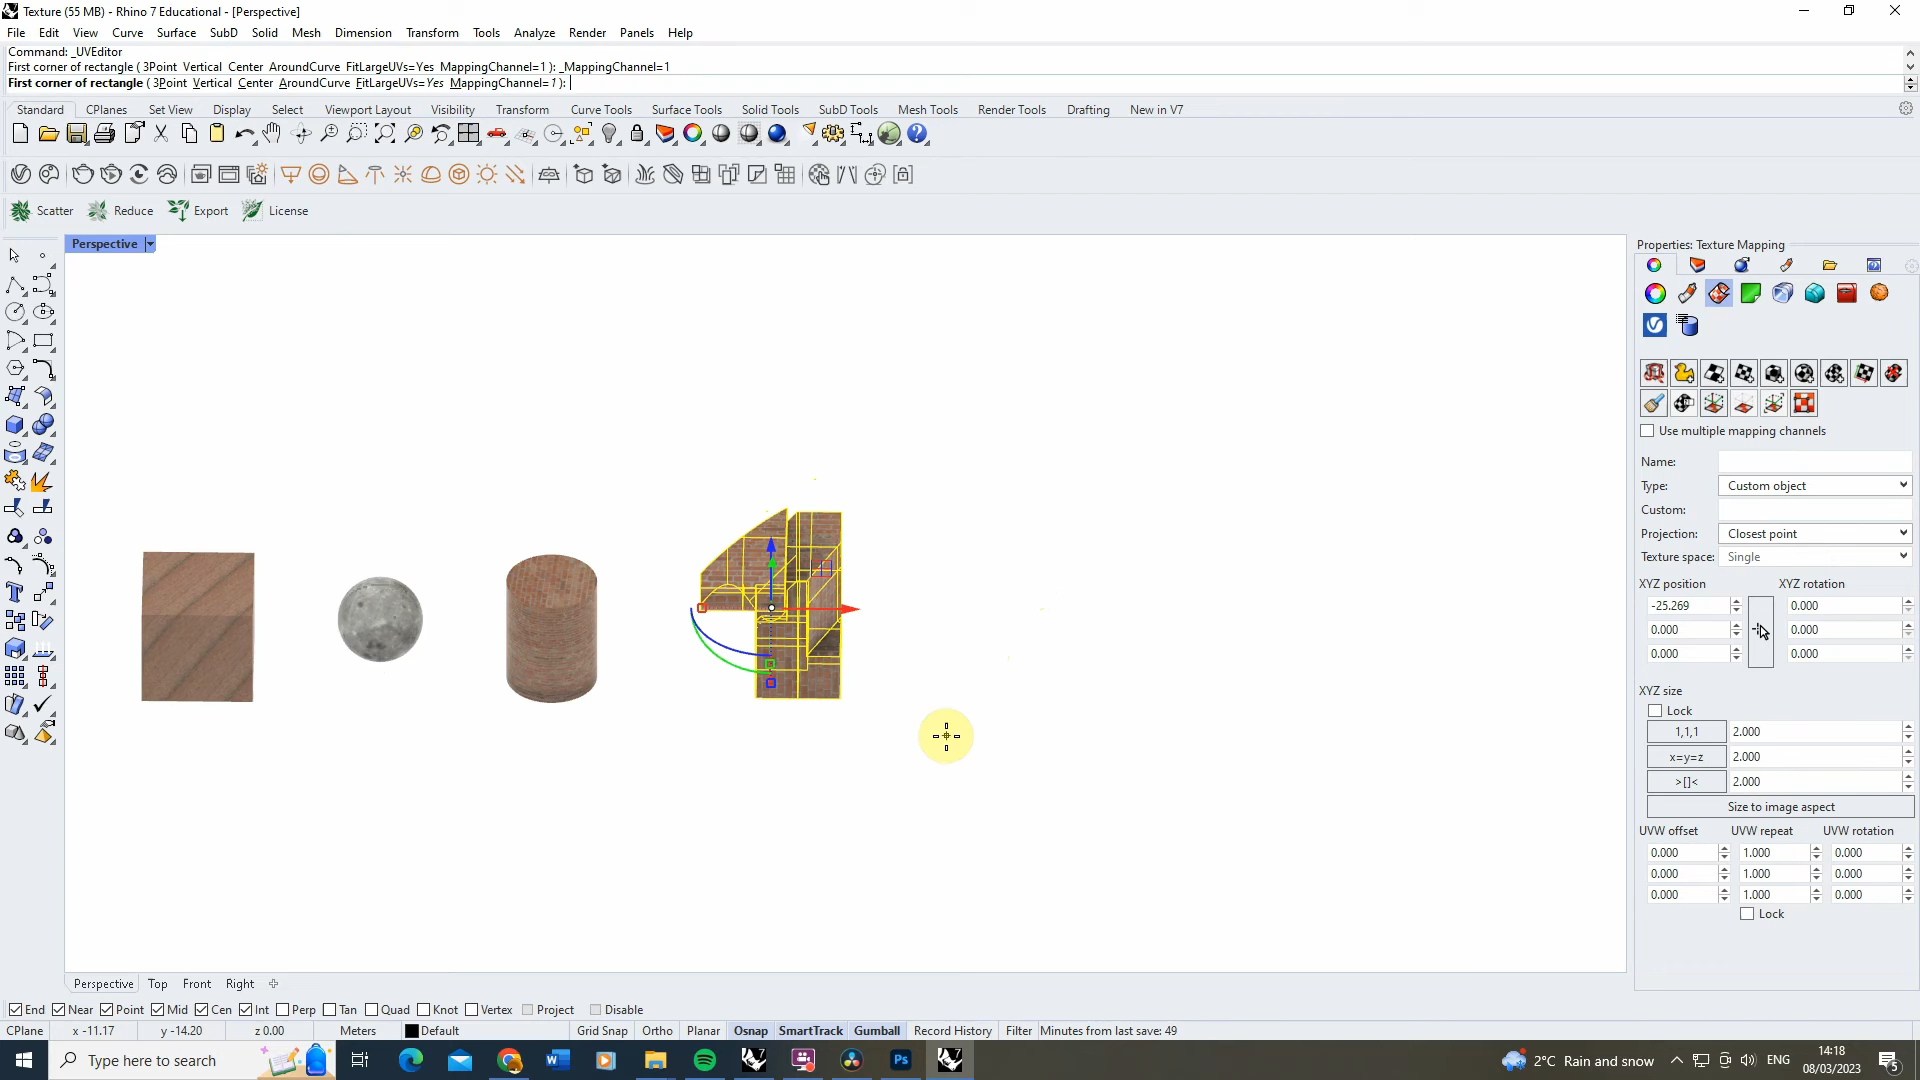 Texture (55 MB) - Rhino 7 Educational - [Perspective]
File Edit View Curve Surface SubD Solid Mesh Dimension Transform Tools Analyze Render Panels Help
Command: _UVEditor
First corner of rectangle ( 3Point Vertical Center AroundCurve FitLargeUVs=Yes MappingChannel=1 ): _MappingChannel=1
First corner of rectangle ( 3Point Vertical Center AroundCurve FitLargeUVs=Yes MappingChannel=1 ):
Standard CPlanes Set View Display Select Viewport Layout Visibility Transform Curve Tools Surface Tools Solid Tools SubD Tools Mesh Tools Render Tools Drafting New in V7
Scatter Reduce Export License
Perspective
Properties: Texture Mapping
Use multiple mapping channels
Name:
Type: Custom object
Custom:
Projection: Closest point
Texture space: Single
XYZ position XYZ rotation
-25.269 0.000
0.000 0.000
0.000 0.000
XYZ size
Lock
1,1,1 2.000
x=y=z 2.000
>[]< 2.000
Size to image aspect
UVW offset UVW repeat UVW rotation
0.000 1.000 0.000
0.000 1.000 0.000
0.000 1.000 0.000
Lock
Perspective Top Front Right
End Near Point Mid Cen Int Perp Tan Quad Knot Vertex Project Disable
CPlane x -11.17 y -14.20 z 0.00 Meters Default Grid Snap Ortho Planar Osnap SmartTrack Gumball Record History Filter Minutes from last save: 49
Type here to search 2°C Rain and snow ENG 14:18
08/03/2023 5